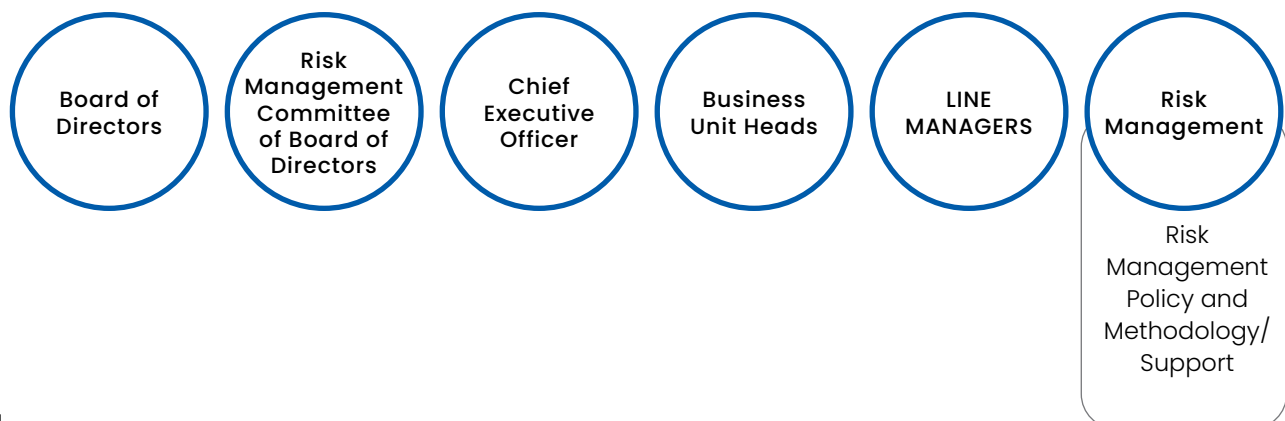 Board of
Directors
Risk
Management
Committee
of Board of
Directors
Chief
Executive
Officer
Business
Unit Heads
LINE
MANAGERS
Risk
Management
Risk
Management
Policy and
Methodology/
Support